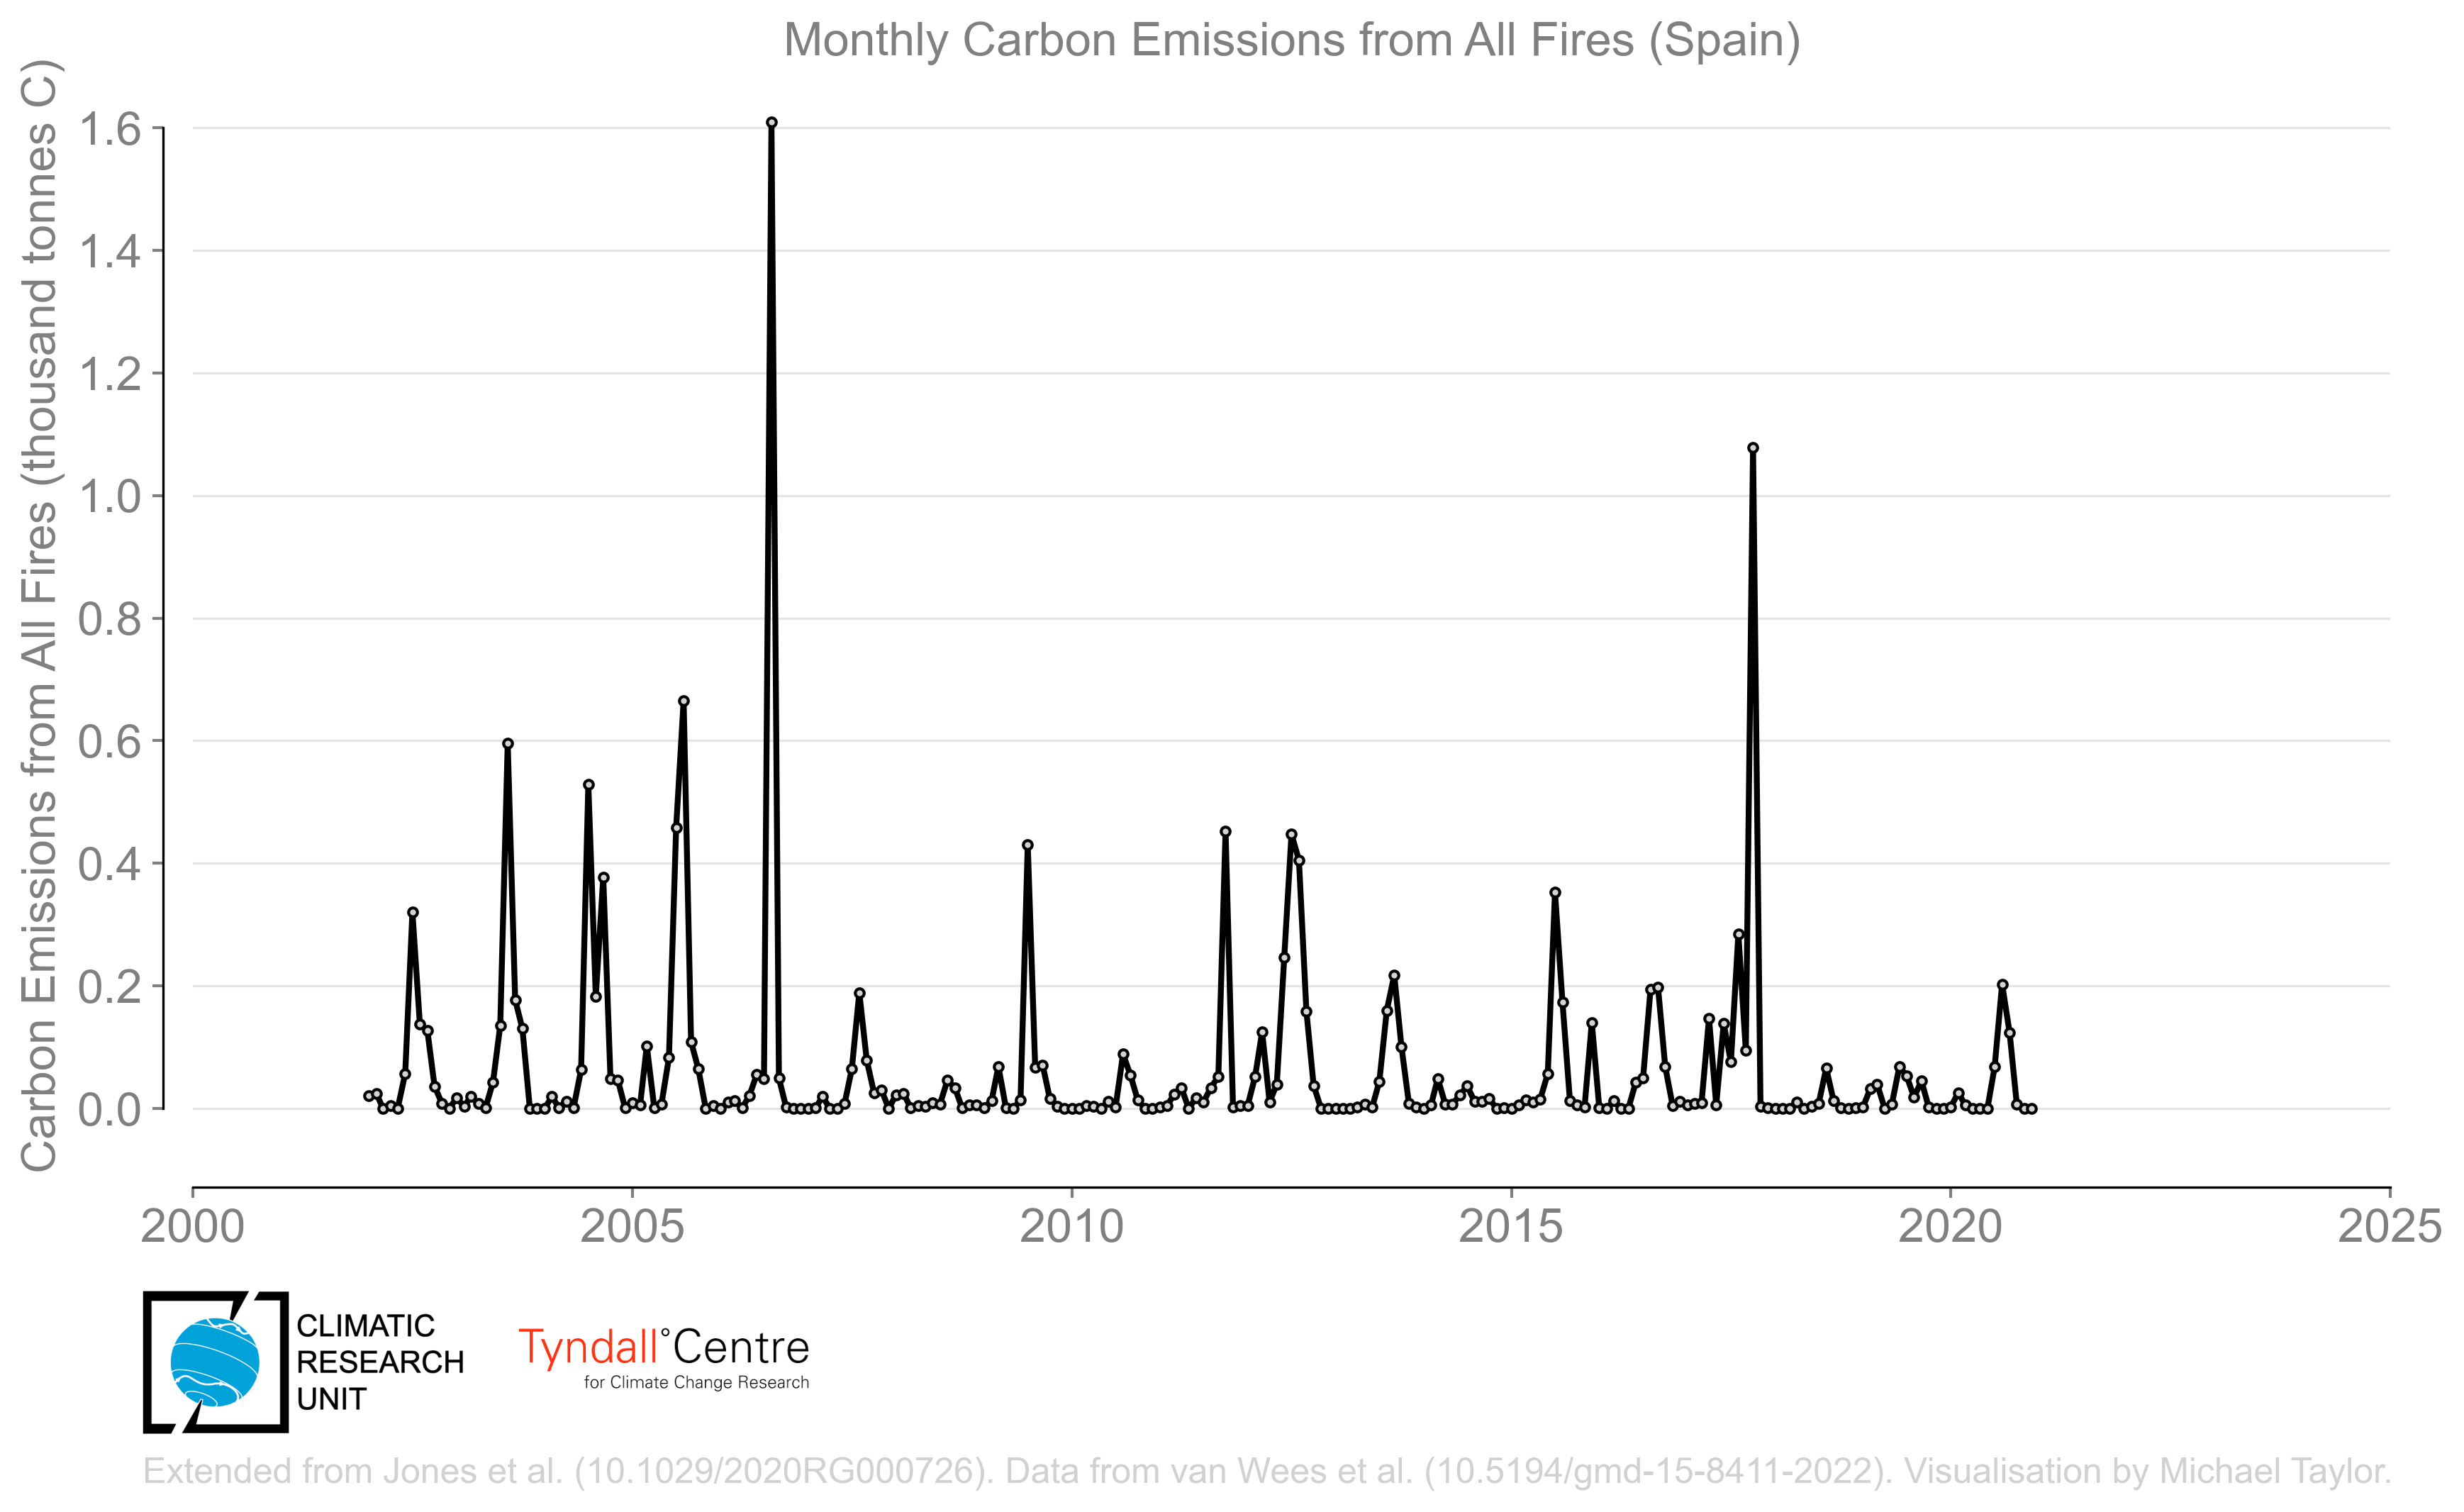 Monthly Carbon Emissions from All Fires (Spain)
Carbon Emissions from All Fires (thousand tonnes C)
1.6
1.4
1.2
1.0
0.8
0.6
0.4
0.2
0.0
2000 2005 2010 2015 2020 2025
CLIMATIC
RESEARCH
UNIT
Tyndall°Centre
for Climate Change Research
Extended from Jones et al. (10.1029/2020RG000726). Data from van Wees et al. (10.5194/gmd-15-8411-2022). Visualisation by Michael Taylor.